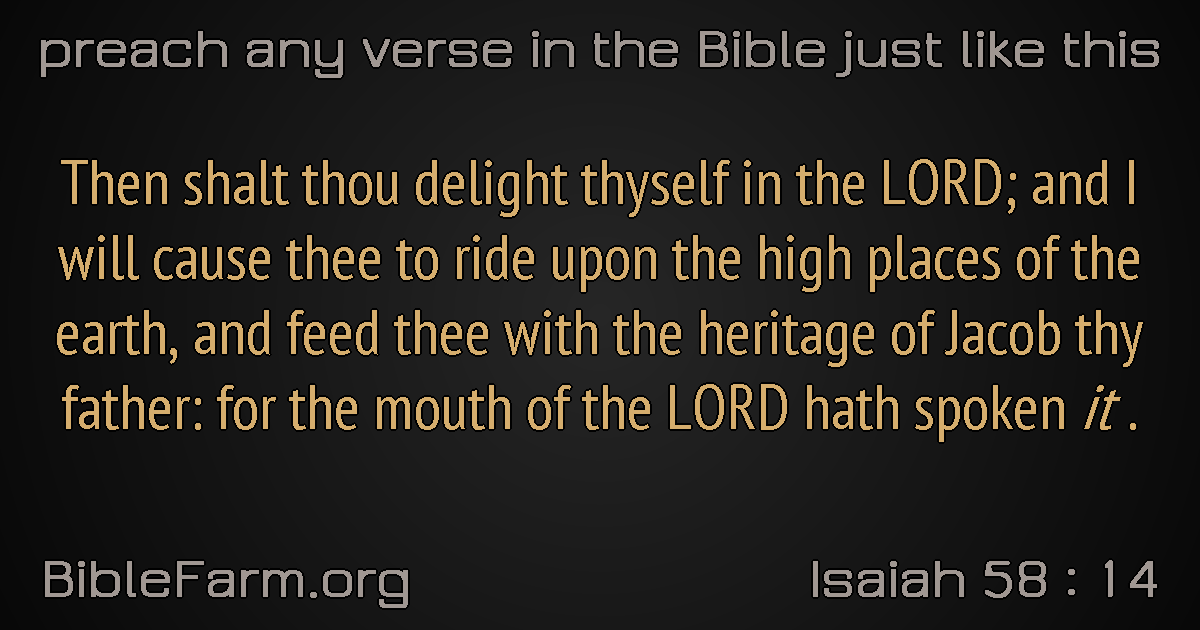 preach any verse in the Bible just like this
Then shalt thou delight thyself in the LORD; and I
will cause thee to ride upon the high places of the
earth, and feed thee with the heritage of Jacob thy
father: for the mouth of the LORD hath spoken it .
BibleFarm.org
Isaiah 58 : 14